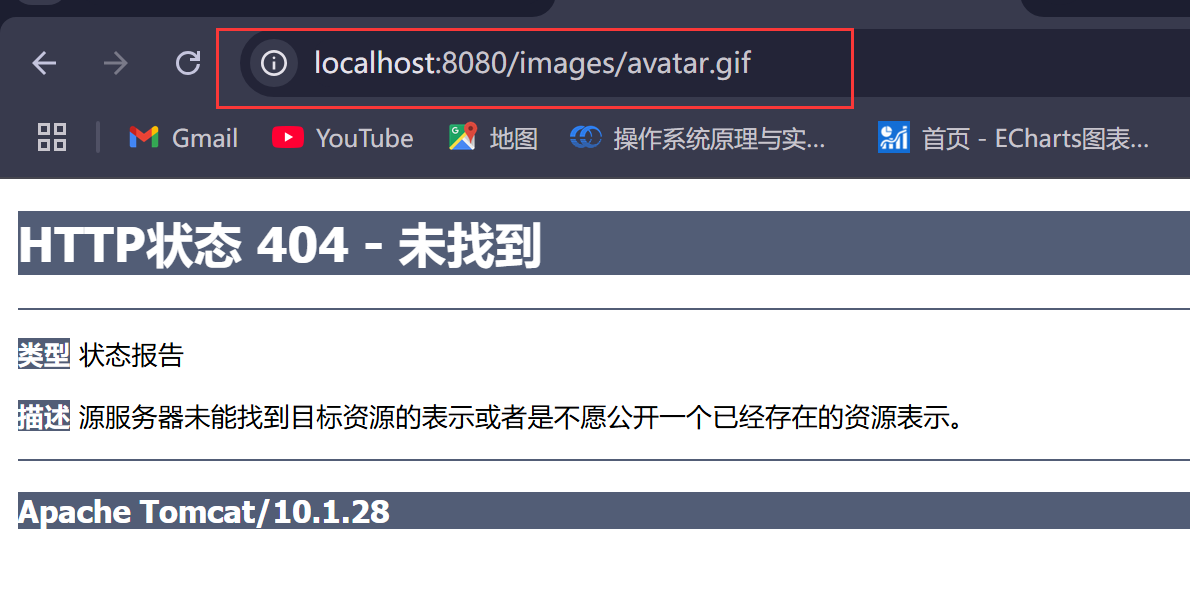 localhost:8080/images/avatar.gif
Gmail YouTube 地图 操作系统原理与实... 首页 - ECharts图表...
HTTP状态 404 - 未找到
类型 状态报告
描述 源服务器未能找到目标资源的表示或者是不愿公开一个已经存在的资源表示。
Apache Tomcat/10.1.28